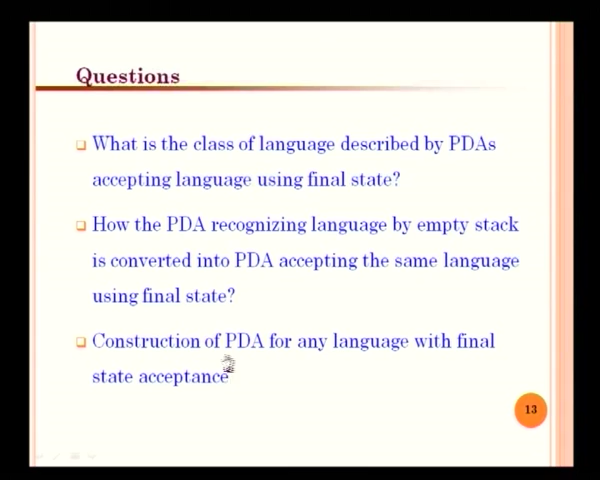 Questions
What is the class of language described by PDAs
accepting language using final state?
How the PDA recognizing language by empty stack
is converted into PDA accepting the same language
using final state?
Construction of PDA for any language with final
state acceptance
13